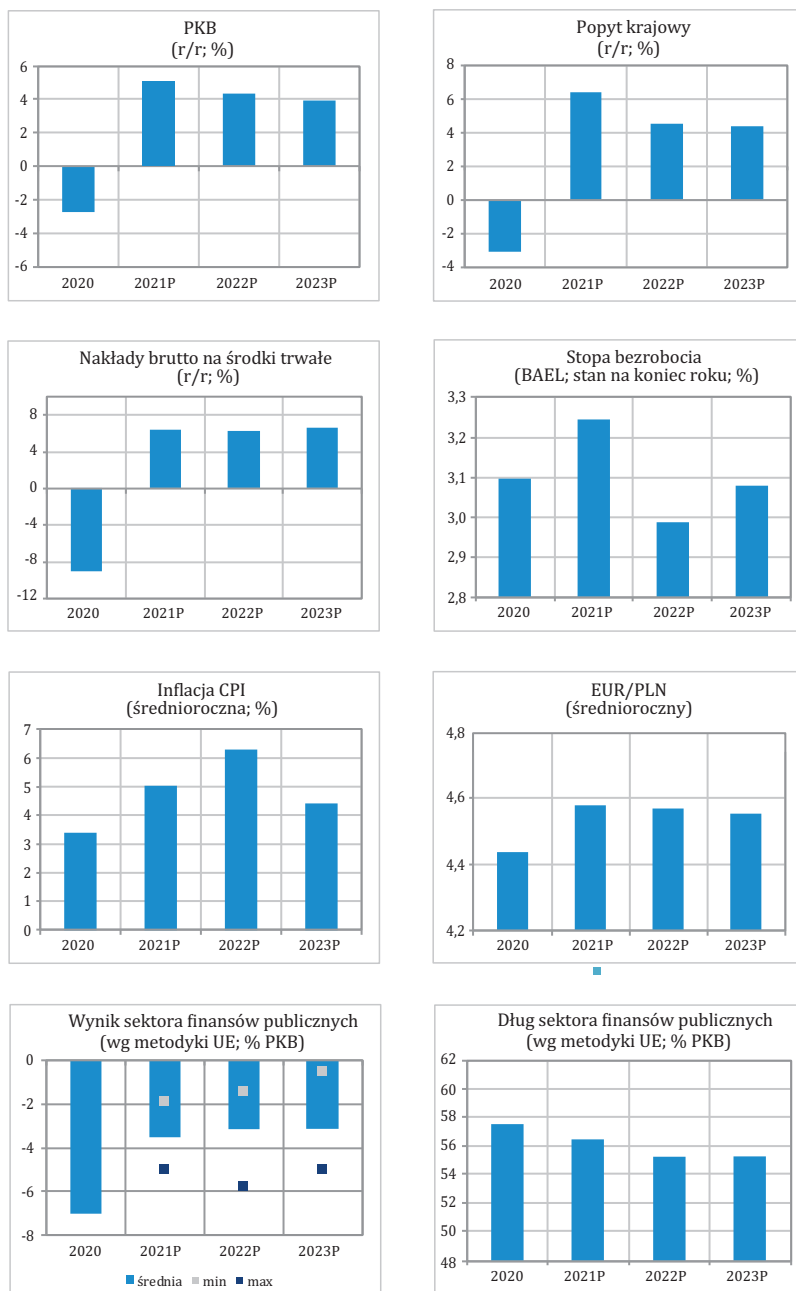 PKB
(r/r; %)
6
4
2
0
-2
-4
-6
2020 2021P 2022P 2023P
Popyt krajowy
(r/r; %)
8
6
4
2
0
-2
-4
2020 2021P 2022P 2023P
Nakłady brutto na środki trwałe
(r/r; %)
8
4
0
-4
-8
-12
2020 2021P 2022P 2023P
Stopa bezrobocia
(BAEL; stan na koniec roku; %)
3,3
3,2
3,1
3,0
2,9
2,8
2020 2021P 2022P 2023P
Inflacja CPI
(średnioroczna; %)
7
6
5
4
3
2
1
0
2020 2021P 2022P 2023P
EUR/PLN
(średnioroczny)
4,8
4,6
4,4
4,2
2020 2021P 2022P 2023P
Wynik sektora finansów publicznych
(wg metodyki UE; % PKB)
0
-2
-4
-6
-8
2020 2021P 2022P 2023P
średnia min max
Dług sektora finansów publicznych
(wg metodyki UE; % PKB)
62
60
58
56
54
52
50
48
2020 2021P 2022P 2023P